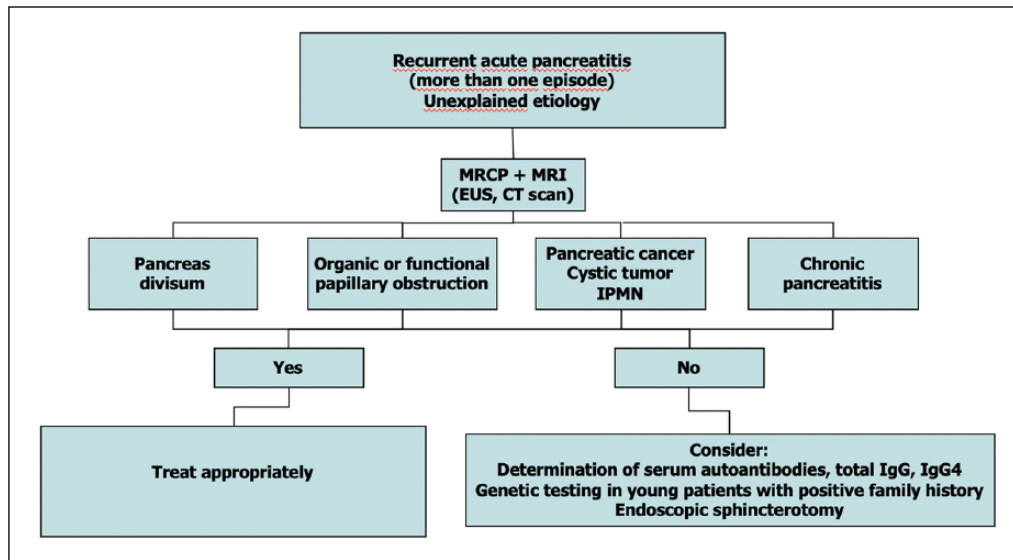 Recurrent acute pancreatitis
(more than one episode)
Unexplained etiology
MRCP + MRI
(EUS, CT scan)
Pancreas
divisum
Organic or functional
papillary obstruction
Pancreatic cancer
Cystic tumor
IPMN
Chronic
pancreatitis
Yes
No
Treat appropriately
Consider:
Determination of serum autoantibodies, total IgG, IgG4
Genetic testing in young patients with positive family history
Endoscopic sphincterotomy